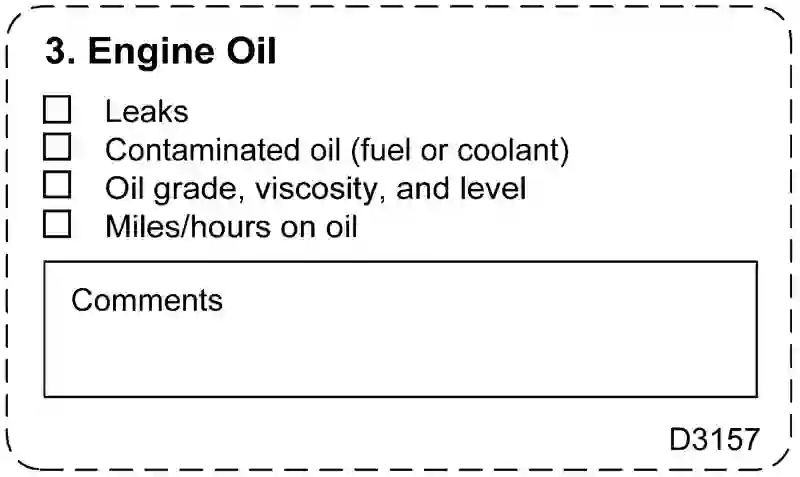 3. Engine Oil
Leaks
Contaminated oil (fuel or coolant)
Oil grade, viscosity, and level
Miles/hours on oil
Comments
D3157